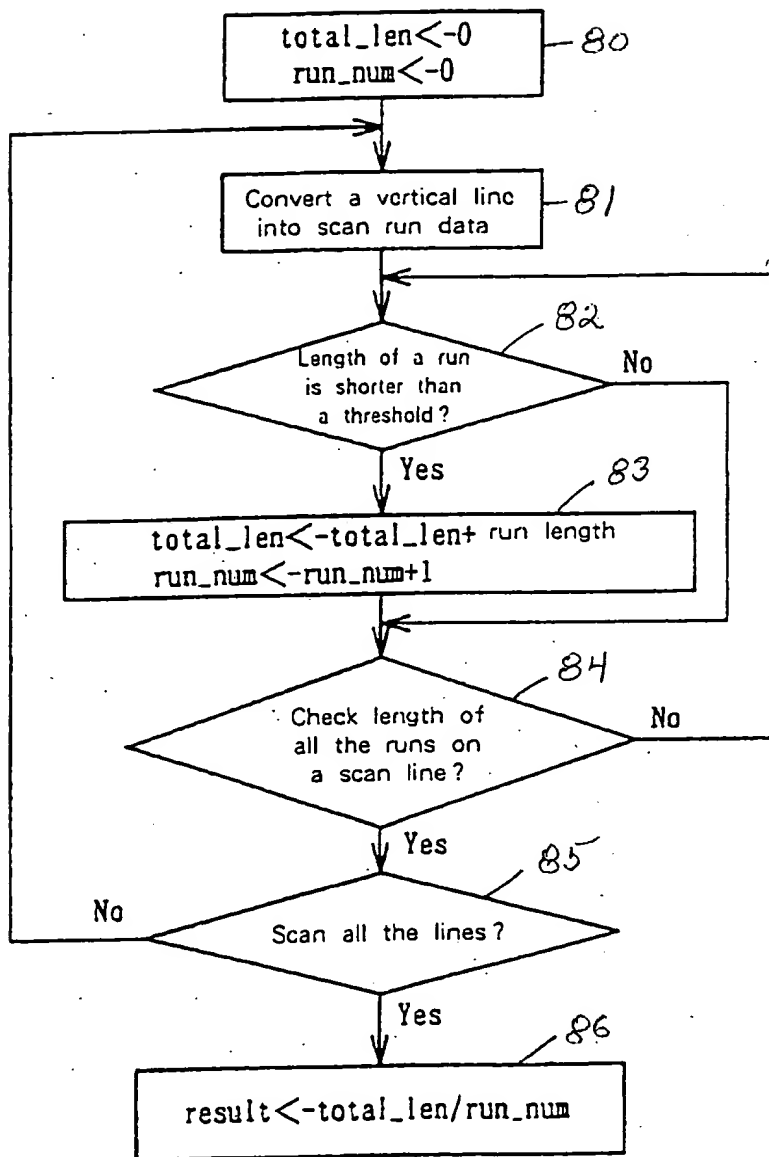 total_len<-0
run_num<-0
80
Convert a vertical line
into scan run data
81
82
Length of a run
is shorter than
a threshold?
No
Yes
83
total_len<-total_len+ run length
run_num<-run_num+1
84
Check length of
all the runs on
a scan line?
No
Yes
85
No
Scan all the lines?
Yes
86
result<-total_len/run_num